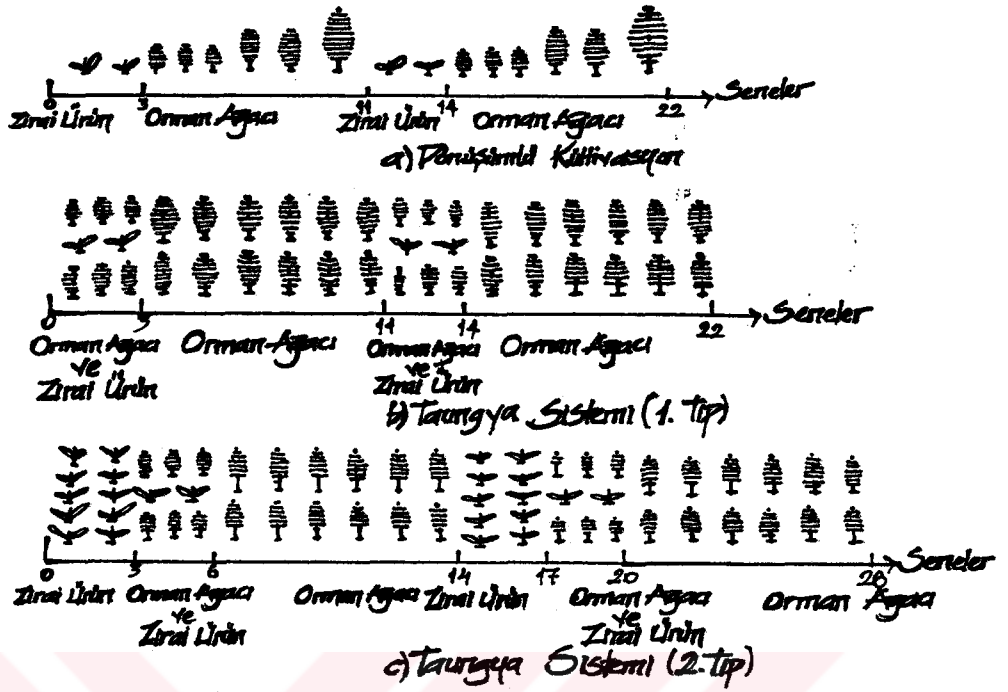 Seneler
0 3 11 14 22
Zirai Ürün Orman Ağacı Zirai Ürün Orman Ağacı
a) Dönüşümlü Kültivasyon
Seneler
0 3 11 14 22
Orman Ağacı Orman Ağacı Orman Ağacı Orman Ağacı
ve ve
Zirai Ürün Zirai Ürün
b) Taungya Sistemi (1. Tip)
Seneler
0 3 6 14 17 20 28
Zirai Ürün Orman Ağacı Orman Ağacı Zirai Ürün Orman Ağacı Orman Ağacı
ve ve
Zirai Ürün Zirai Ürün
c) Taungya Sistemi (2. Tip)